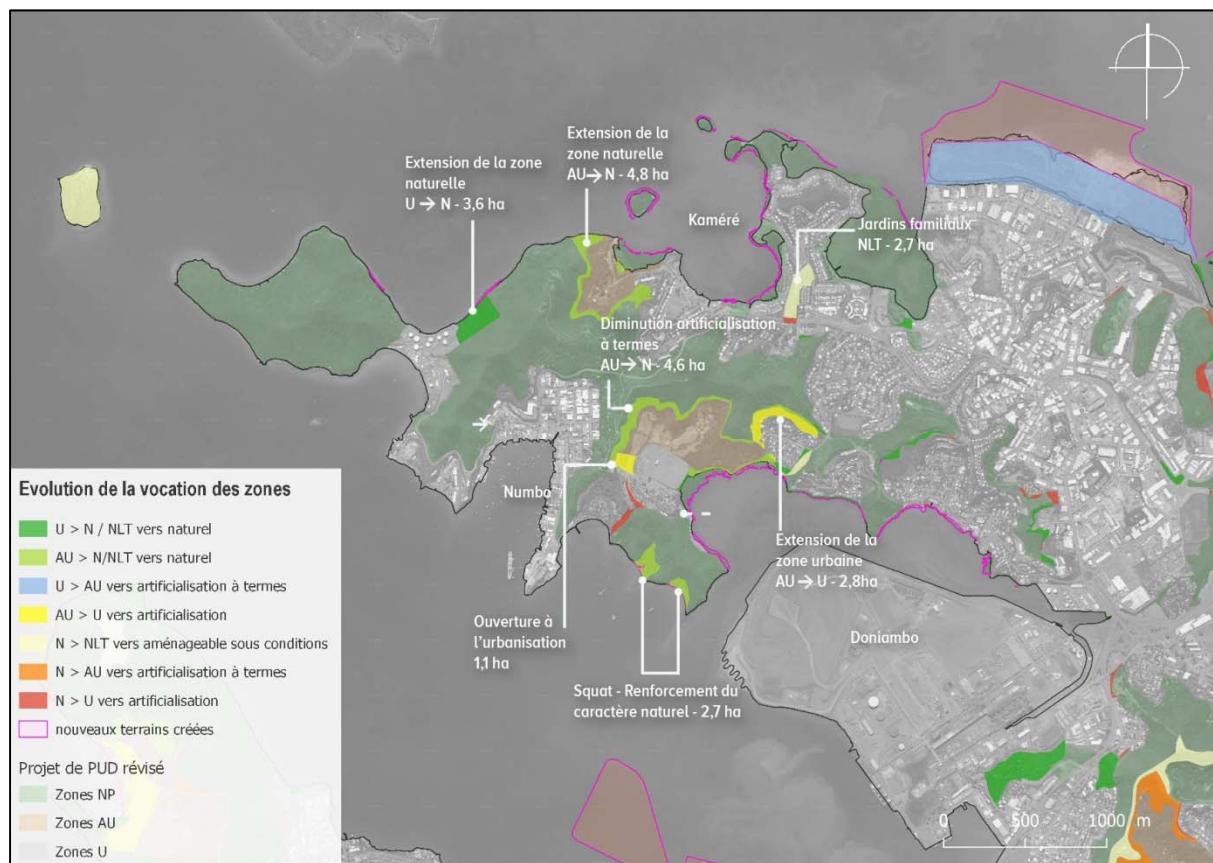 Extension de la
zone naturelle
AU → N - 4,8 ha
Extension de la zone
naturelle
U → N - 3,6 ha
Kaméré
Jardins familiaux
NLT - 2,7 ha
Diminution artificialisation
à termes
AU → N - 4,6 ha
Numbo
Extension de la
zone urbaine
AU → U - 2,8ha
Ouverture à
l'urbanisation
1,1 ha
Doniambo
Squat - Renforcement du
caractère naturel - 2,7 ha
Evolution de la vocation des zones
U > N / NLT vers naturel
AU > N/NLT vers naturel
U > AU vers artificialisation à termes
AU > U vers artificialisation
N > NLT vers aménageable sous conditions
N > AU vers artificialisation à termes
N > U vers artificialisation
nouveaux terrains créées
Projet de PUD révisé
Zones NP
Zones AU
Zones U
0 500 1000 m